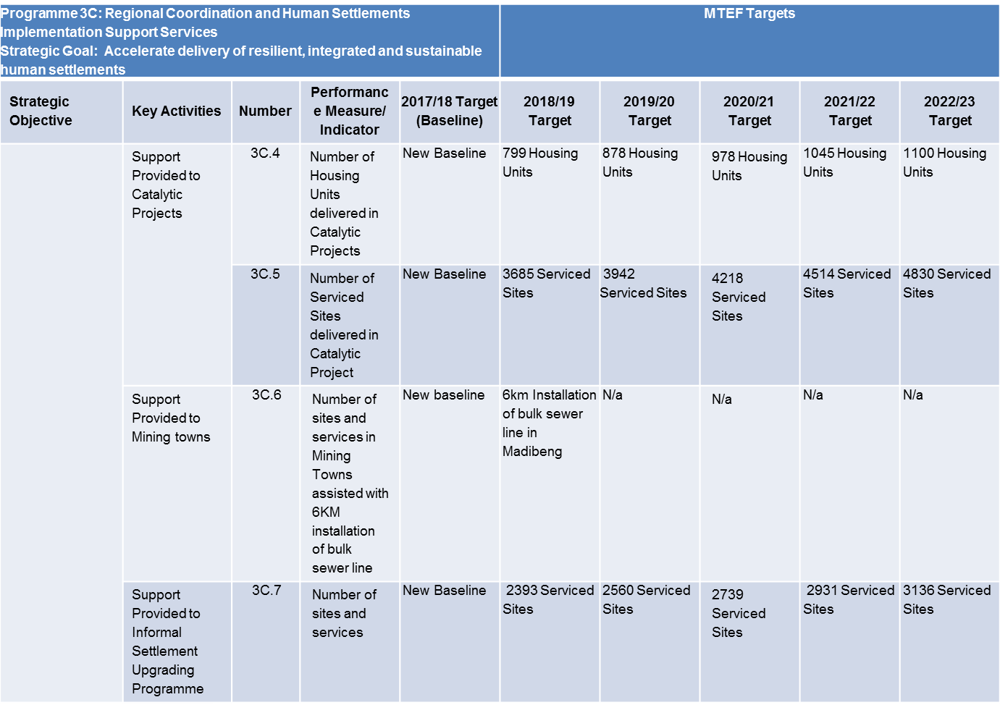 Programme 3C: Regional Coordination and Human Settlements
Implementation Support Services
Strategic Goal:  Accelerate delivery of resilient, integrated and sustainable
human settlements
MTEF Targets
Strategic
Objective
Key Activities
Number
Performanc
e Measure/
Indicator
2017/18 Target
(Baseline)
2018/19
Target
2019/20
Target
2020/21
Target
2021/22
Target
2022/23
Target
Support
Provided to
Catalytic
Projects
3C.4
Number of
Housing
Units
delivered in
Catalytic
Projects
New Baseline
799 Housing
Units
878 Housing
Units
978 Housing
Units
1045 Housing
Units
1100 Housing
Units
3C.5
Number of
Serviced
Sites
delivered in
Catalytic
Project
New Baseline
3685 Serviced
Sites
3942
Serviced Sites
4218
Serviced
Sites
4514 Serviced
Sites
4830 Serviced
Sites
Support
Provided to
Mining towns
3C.6
Number of
sites and
services in
Mining
Towns
assisted with
6KM
installation
of bulk
sewer line
New baseline
6km Installation
of bulk sewer
line in
Madibeng
N/a
N/a
N/a
N/a
Support
Provided to
Informal
Settlement
Upgrading
Programme
3C.7
Number of
sites and
services
New Baseline
2393 Serviced
Sites
2560 Serviced
Sites
2739
Serviced
Sites
2931 Serviced
Sites
3136 Serviced
Sites